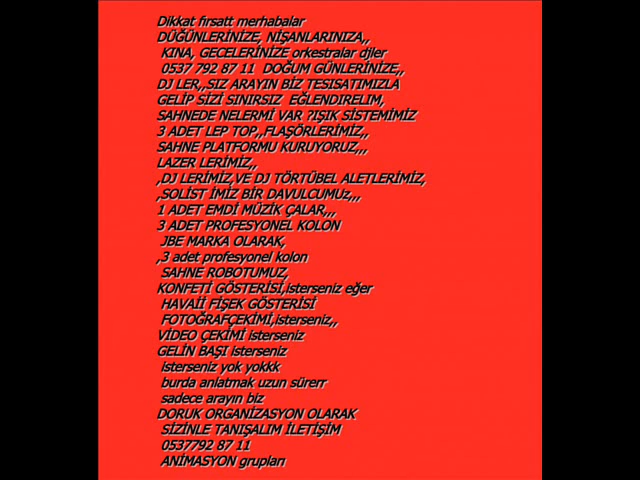 Dikkat fırsatt merhabalar
DÜĞÜNLERİNİZE, NİŞANLARINIZA,,
KINA, GECELERİNİZE orkestralar djler
0537 792 87 11 DOĞUM GÜNLERİNİZE,,
DJ LER,,SIZ ARAYIN BİZ TESISATIMIZLA
GELİP SİZİ SINIRSIZ EĞLENDIRELIM,
SAHNEDE NELERMİ VAR ?IŞIK SİSTEMİMİZ
3 ADET LEP TOP,,FLAŞÖRLERİMİZ,,
SAHNE PLATFORMU KURUYORUZ,,,
LAZER LERİMİZ,,
,DJ LERİMİZ,VE DJ TÖRTÜBEL ALETLERİMİZ,
,SOLİST İMİZ BİR DAVULCUMUz,,,
1 ADET EMDİ MÜZİK ÇALAR,,,
3 ADET PROFESYONEL KOLON
JBE MARKA OLARAK,
,3 adet profesyonel kolon
SAHNE ROBOTUMUZ,
KONFETİ GÖSTERİSİ,isterseniz eğer
HAVAİİ FİŞEK GÖSTERİSİ
FOTOĞRAFÇEKİMİ,isterseniz,,
VİDEO ÇEKİMİ isterseniz
GELİN BAŞI isterseniz
isterseniz yok yokkk
burda anlatmak uzun sürerr
sadece arayın biz
DORUK ORGANİZASYON OLARAK
SİZİNLE TANIŞALIM İLETİŞİM
0537792 87 11
ANİMASYON grupları